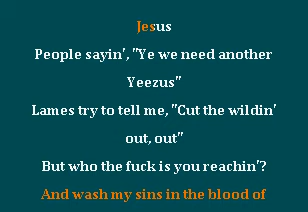 Jesus
People sayin', "Ye we need another
Yeezus"
Lames try to tell me, "Cut the wildin'
out, out"
But who the fuck is you reachin'?
And wash my sins in the blood of